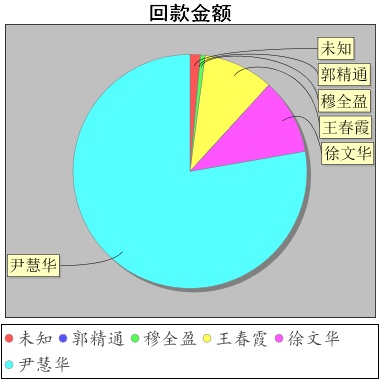 回款金额
未知
郭精通
穆全盈
王春霞
徐文华
尹慧华
未知 郭精通 穆全盈 王春霞 徐文华
尹慧华